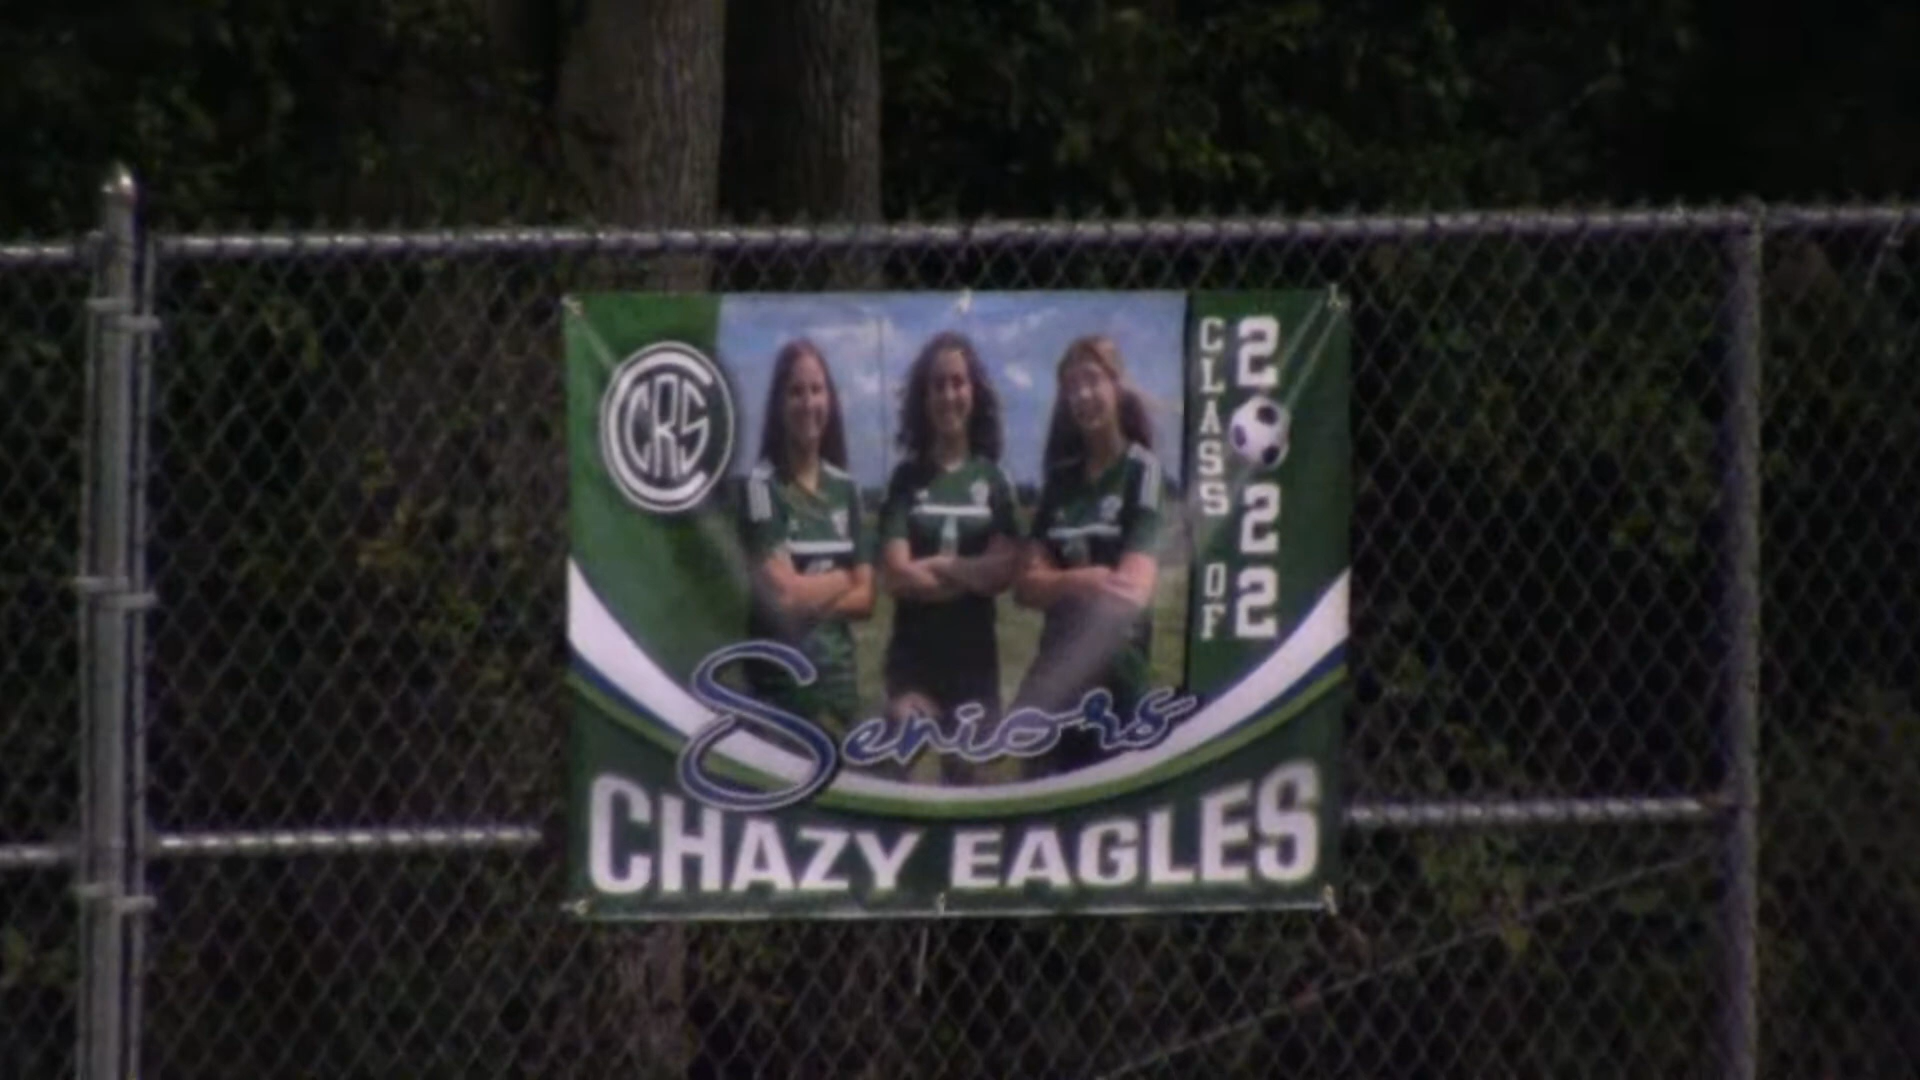 CRS
CLASS OF
2022
Seniors
CHAZY EAGLES